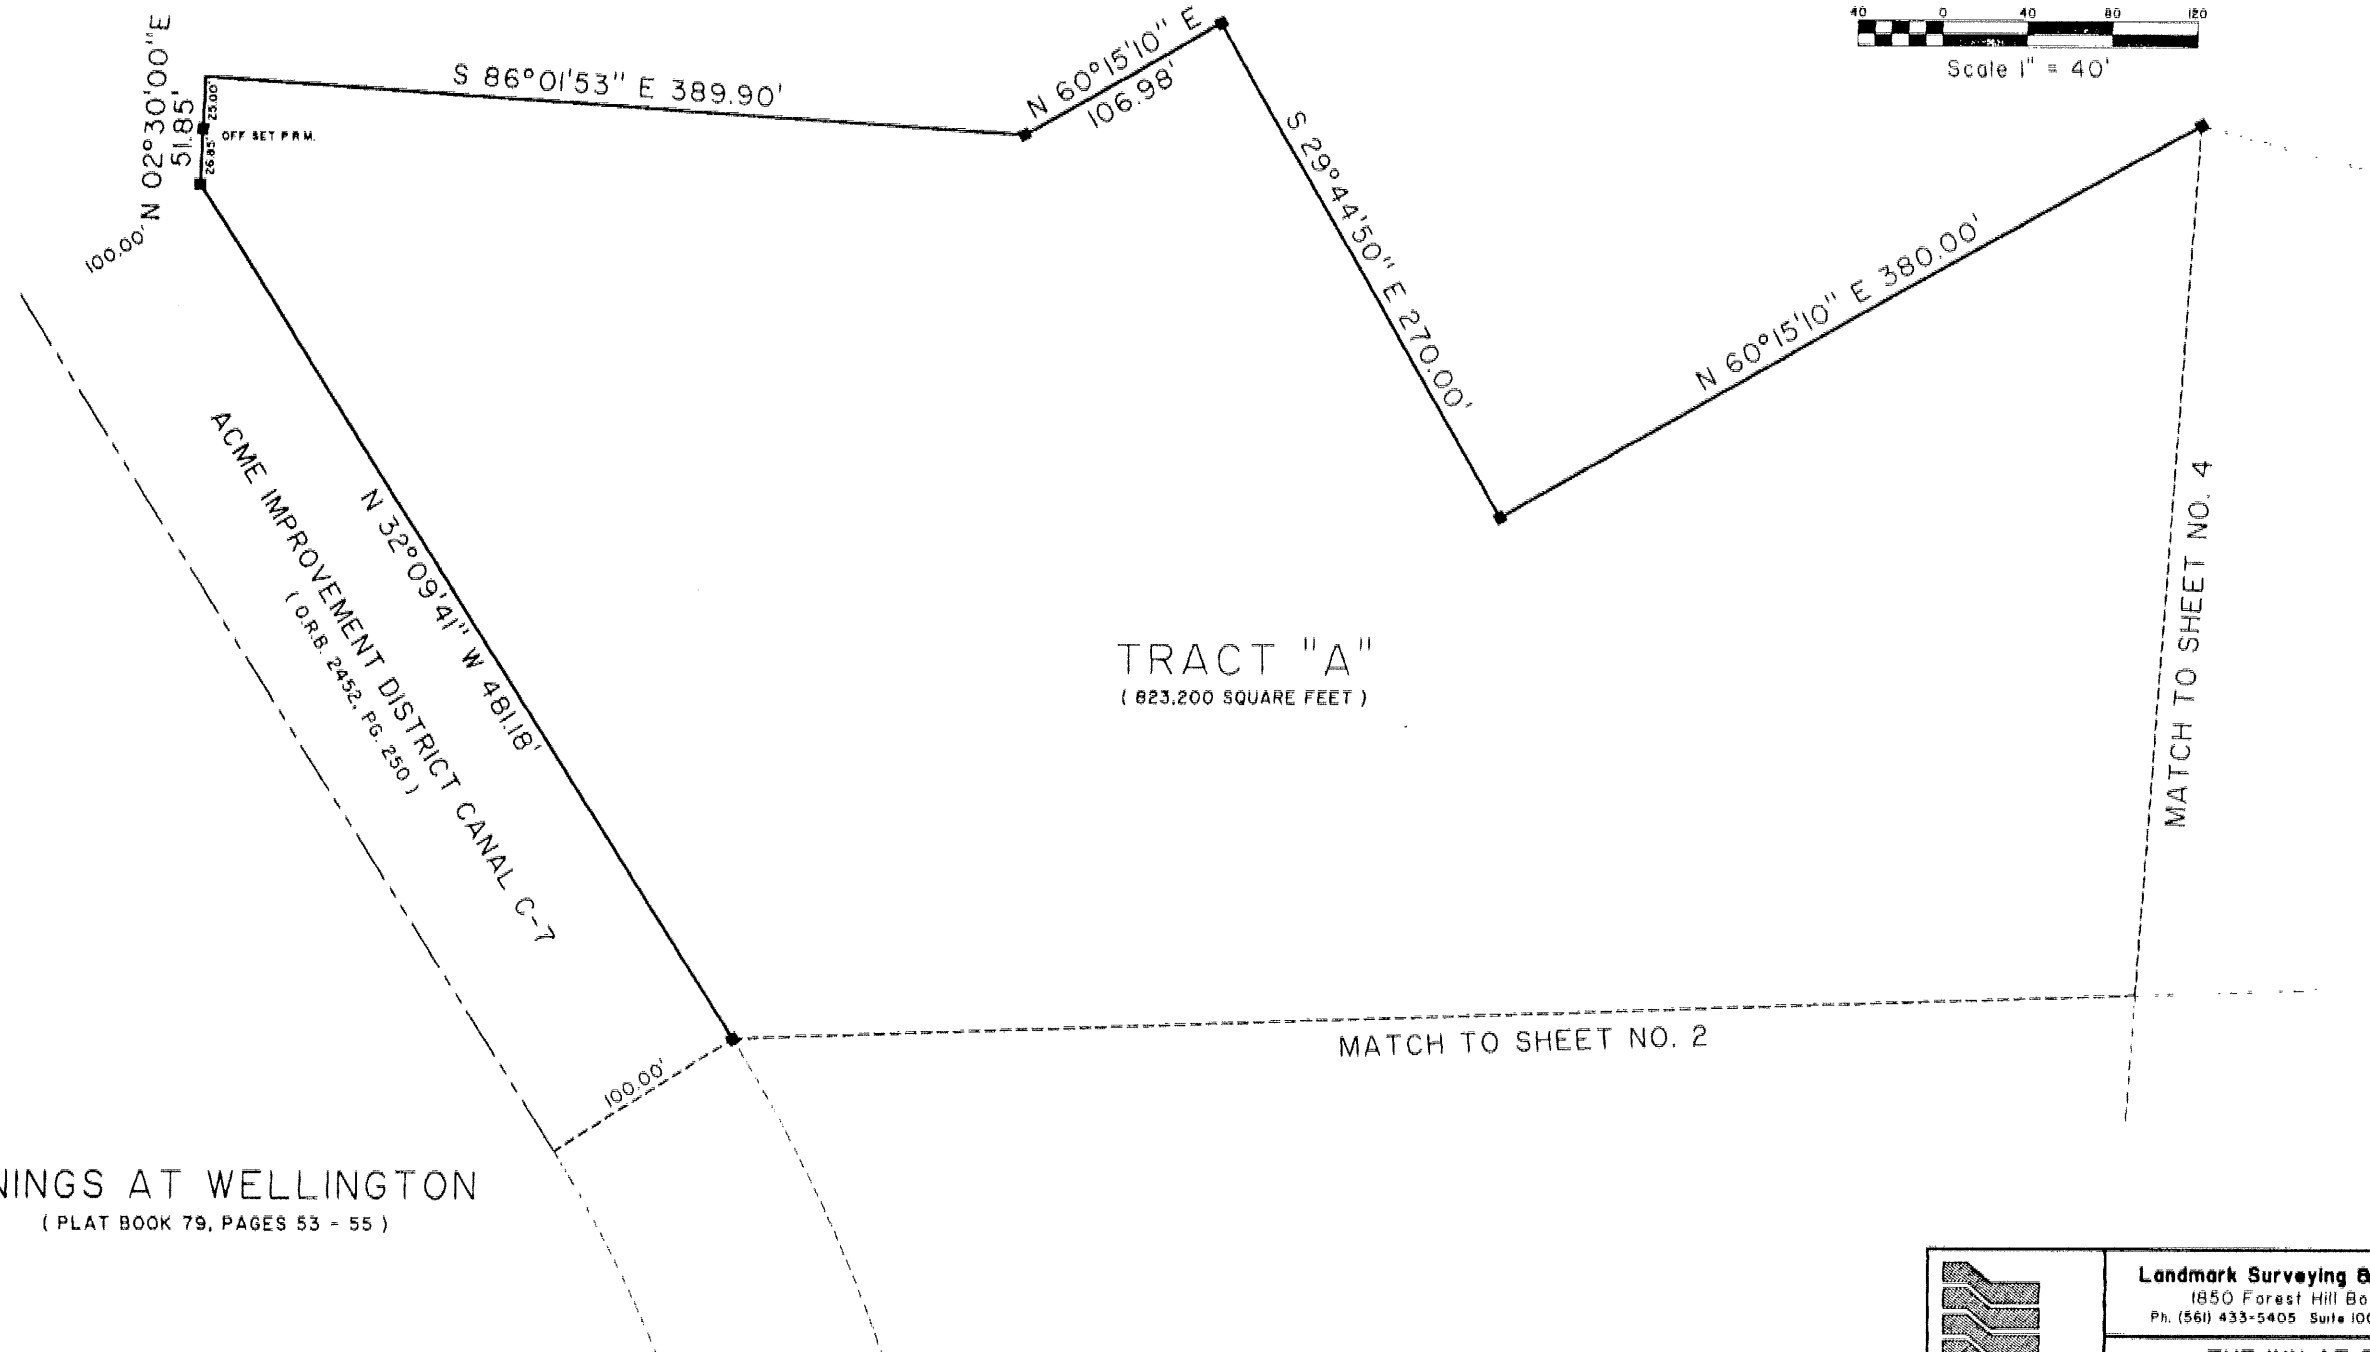 40 0 40 80 120
Scale 1" = 40'
N 02°30'00"E
51.85'
25.00'
26.85'
OFF SET P.R.M.
S 86°01'53" E 389.90'
N 60°15'10" E
106.98'
S 29°44'50" E 270.00'
N 60°15'10" E 380.00'
100.00'
ACME IMPROVEMENT DISTRICT CANAL C-7
( O.R.B. 2452, PG. 250 )
N 32°09'41" W 481.18'
TRACT "A"
( 823,200 SQUARE FEET )
MATCH TO SHEET NO. 4
MATCH TO SHEET NO. 2
100.00'
NINGS AT WELLINGTON
( PLAT BOOK 79, PAGES 53 - 55 )
Landmark Surveying &
1850 Forest Hill Bo
Ph. (561) 433-5405 Suite 100